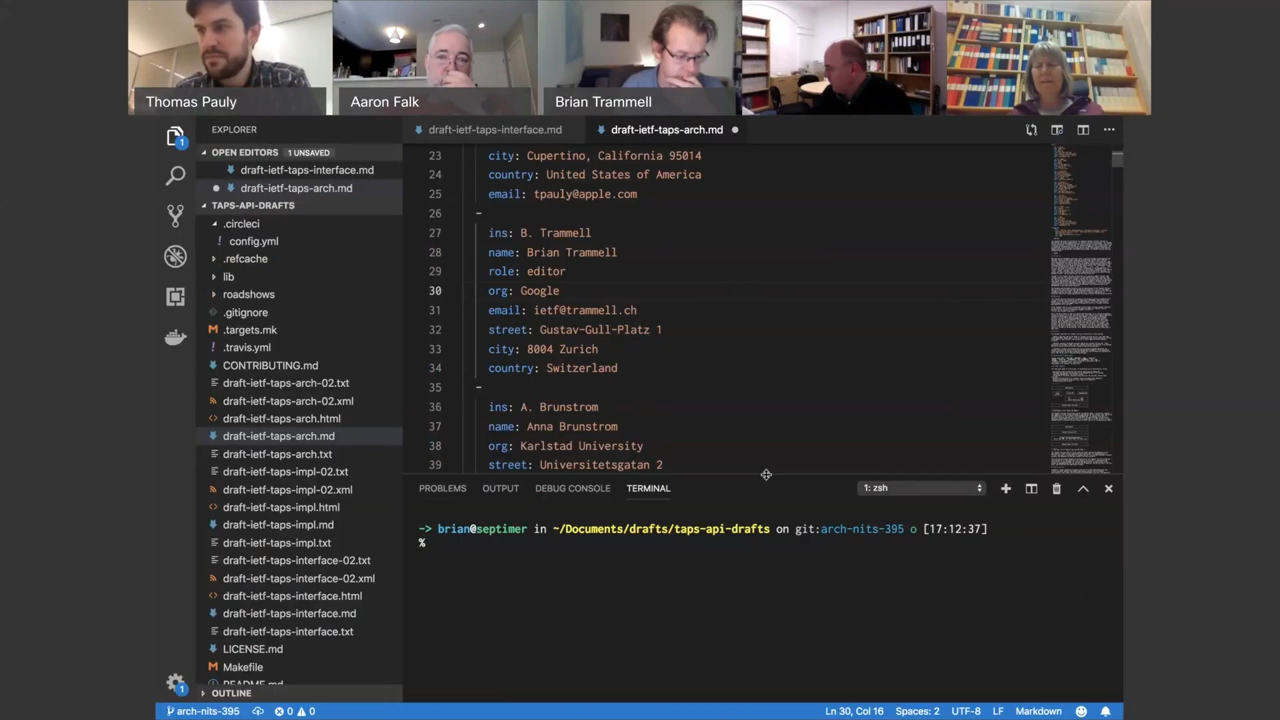 Thomas Pauly
Aaron Falk
Brian Trammell
EXPLORER
draft-ietf-taps-interface.md
draft-ietf-taps-arch.md
1
OPEN EDITORS 1 UNSAVED
draft-ietf-taps-interface.md
draft-ietf-taps-arch.md
TAPS-API-DRAFTS
.circleci
config.yml
.refcache
lib
roadshows
.gitignore
.targets.mk
.travis.yml
CONTRIBUTING.md
draft-ietf-taps-arch-02.txt
draft-ietf-taps-arch-02.xml
draft-ietf-taps-arch.html
draft-ietf-taps-arch.md
draft-ietf-taps-arch.txt
draft-ietf-taps-impl-02.txt
draft-ietf-taps-impl-02.xml
draft-ietf-taps-impl.html
draft-ietf-taps-impl.md
draft-ietf-taps-impl.txt
draft-ietf-taps-interface-02.txt
draft-ietf-taps-interface-02.xml
draft-ietf-taps-interface.html
draft-ietf-taps-interface.md
draft-ietf-taps-interface.txt
LICENSE.md
Makefile
README.md
OUTLINE
1
23 city: Cupertino, California 95014
24 country: United States of America
25 email: tpauly@apple.com
26 -
27 ins: B. Trammell
28 name: Brian Trammell
29 role: editor
30 org: Google
31 email: ietf@trammell.ch
32 street: Gustav-Gull-Platz 1
33 city: 8004 Zurich
34 country: Switzerland
35 -
36 ins: A. Brunstrom
37 name: Anna Brunstrom
38 org: Karlstad University
39 street: Universitetsgatan 2
PROBLEMS OUTPUT DEBUG CONSOLE TERMINAL 1: zsh
-> brian@septimer in ~/Documents/drafts/taps-api-drafts on git:arch-nits-395 o [17:12:37]
%
arch-nits-395 0 0 Ln 30, Col 16 Spaces: 2 UTF-8 LF Markdown